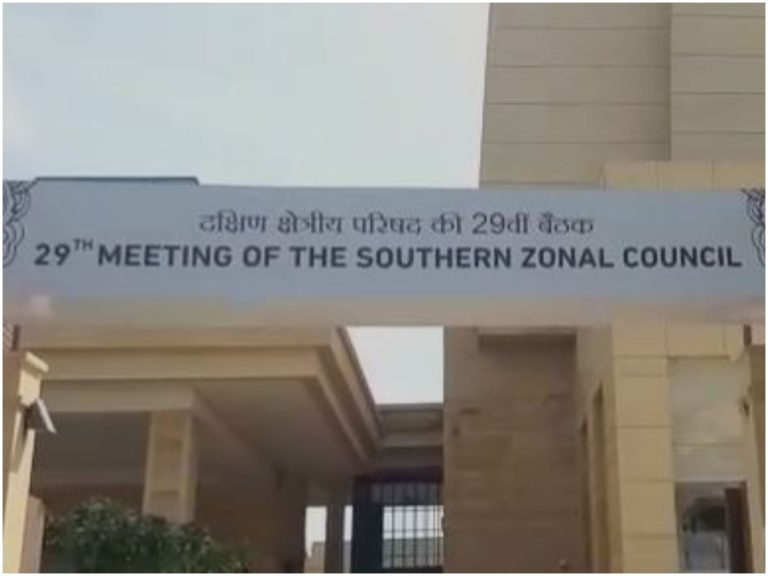 दक्षिण क्षेत्रीय परिषद की 29वीं बैठक
29TH MEETING OF THE SOUTHERN ZONAL COUNCIL